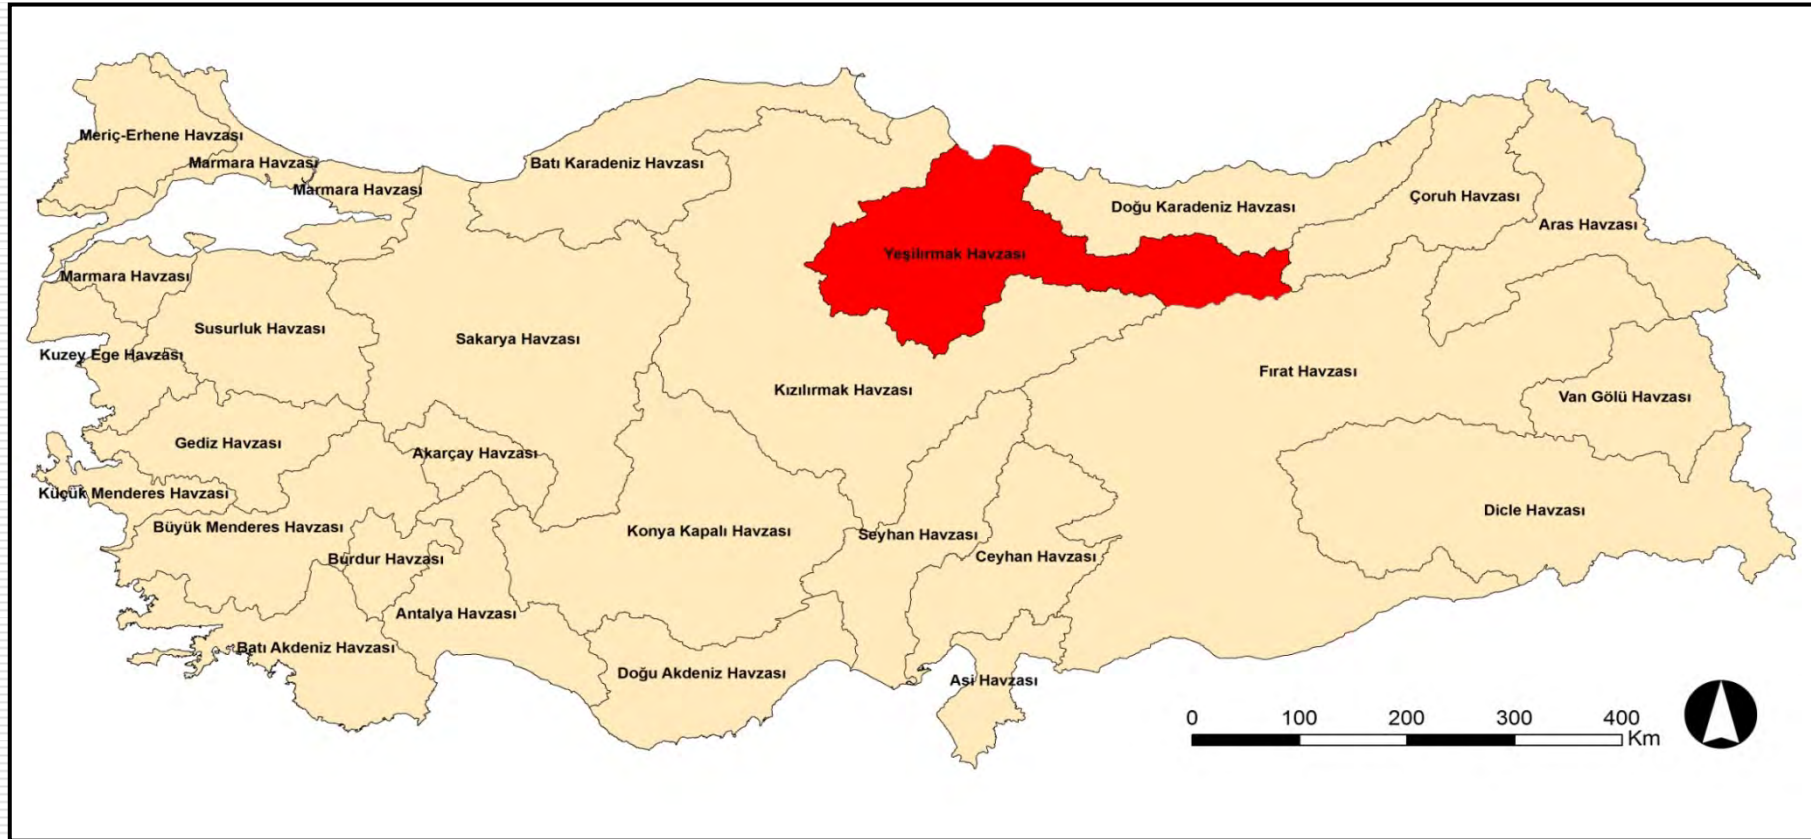 Meriç-Erhene Havzası
Marmara Havzası
Marmara Havzası
Batı Karadeniz Havzası
Doğu Karadeniz Havzası
Çoruh Havzası
Aras Havzası
Yeşilırmak Havzası
Marmara Havzası
Susurluk Havzası
Sakarya Havzası
Kuzey Ege Havzası
Kızılırmak Havzası
Fırat Havzası
Van Gölü Havzası
Gediz Havzası
Akarçay Havzası
Küçük Menderes Havzası
Büyük Menderes Havzası
Konya Kapalı Havzası
Seyhan Havzası
Dicle Havzası
Burdur Havzası
Ceyhan Havzası
Antalya Havzası
Batı Akdeniz Havzası
Doğu Akdeniz Havzası
Asi Havzası
0 100 200 300 400
Km